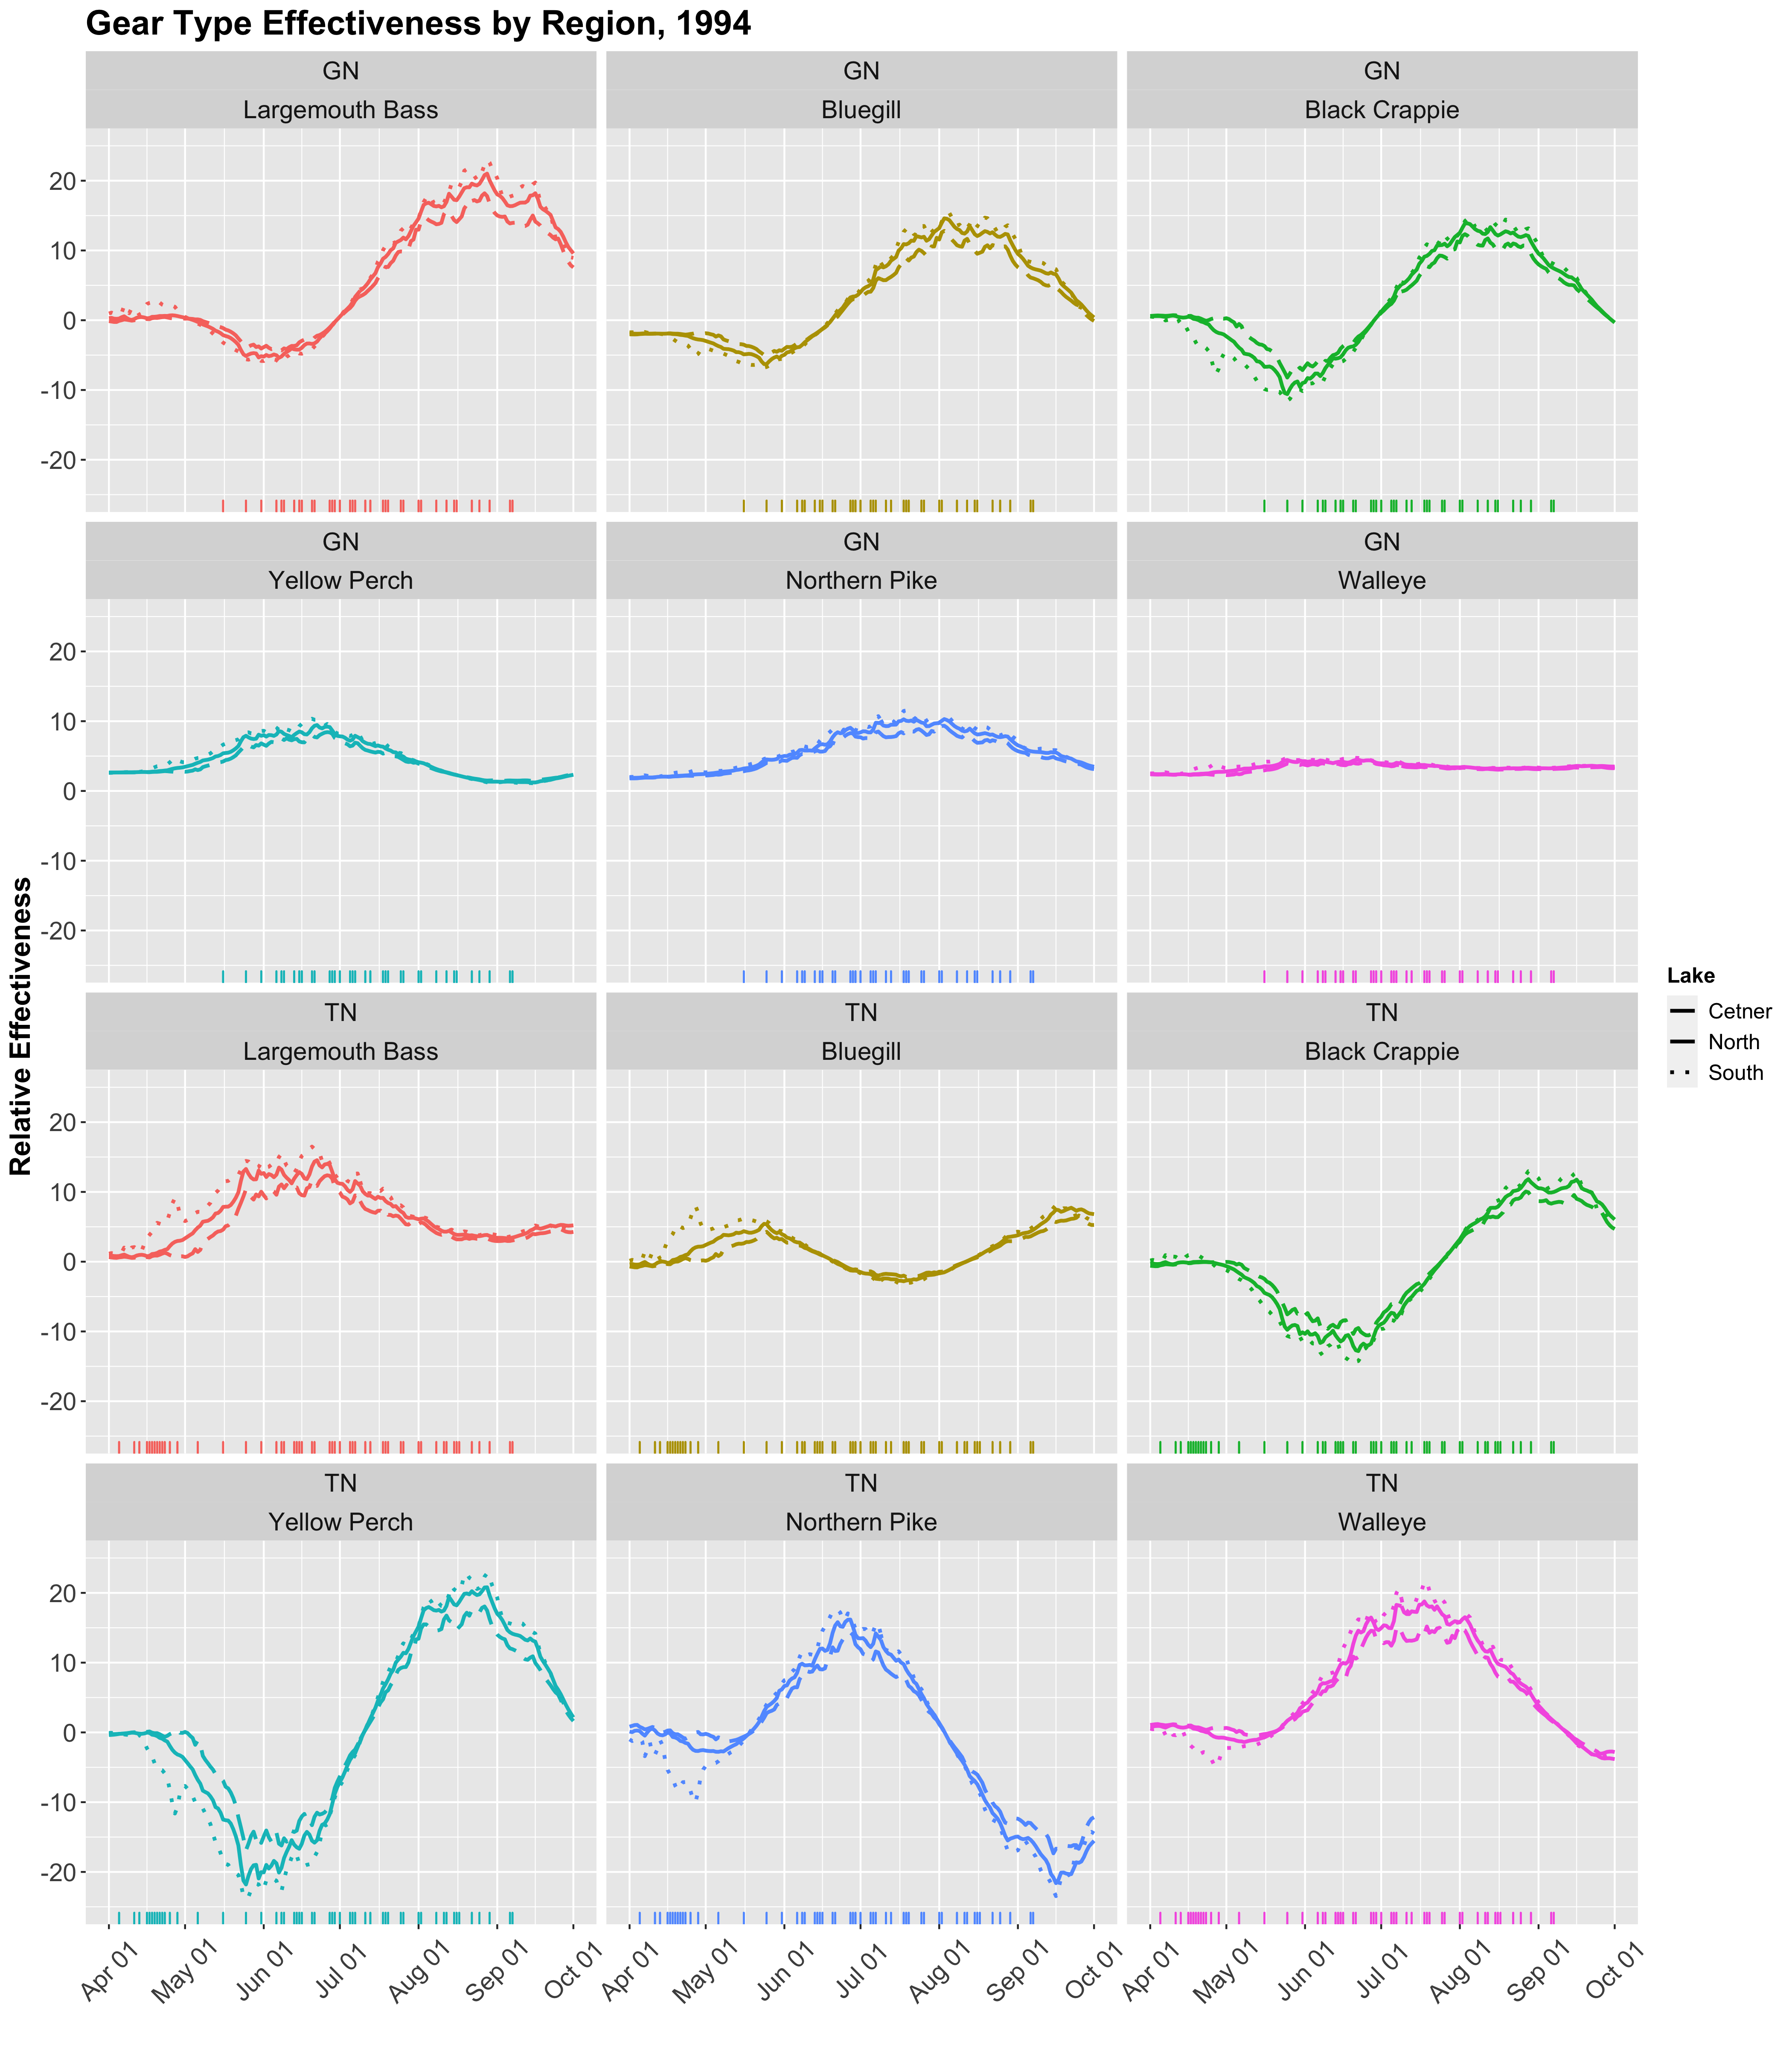 Gear Type Effectiveness by Region, 1994
GN
GN
GN
Largemouth Bass
Bluegill
Black Crappie
20
10
0
-10
-20
GN
GN
GN
Yellow Perch
Northern Pike
Walleye
20
10
0
-10
-20
Relative Effectiveness
Lake
Cetner
North
South
TN
TN
TN
Largemouth Bass
Bluegill
Black Crappie
20
10
0
-10
-20
TN
TN
TN
Yellow Perch
Northern Pike
Walleye
20
10
0
-10
-20
Apr 01
May 01
Jun 01
Jul 01
Aug 01
Sep 01
Oct 01
Apr 01
May 01
Jun 01
Jul 01
Aug 01
Sep 01
Oct 01
Apr 01
May 01
Jun 01
Jul 01
Aug 01
Sep 01
Oct 01